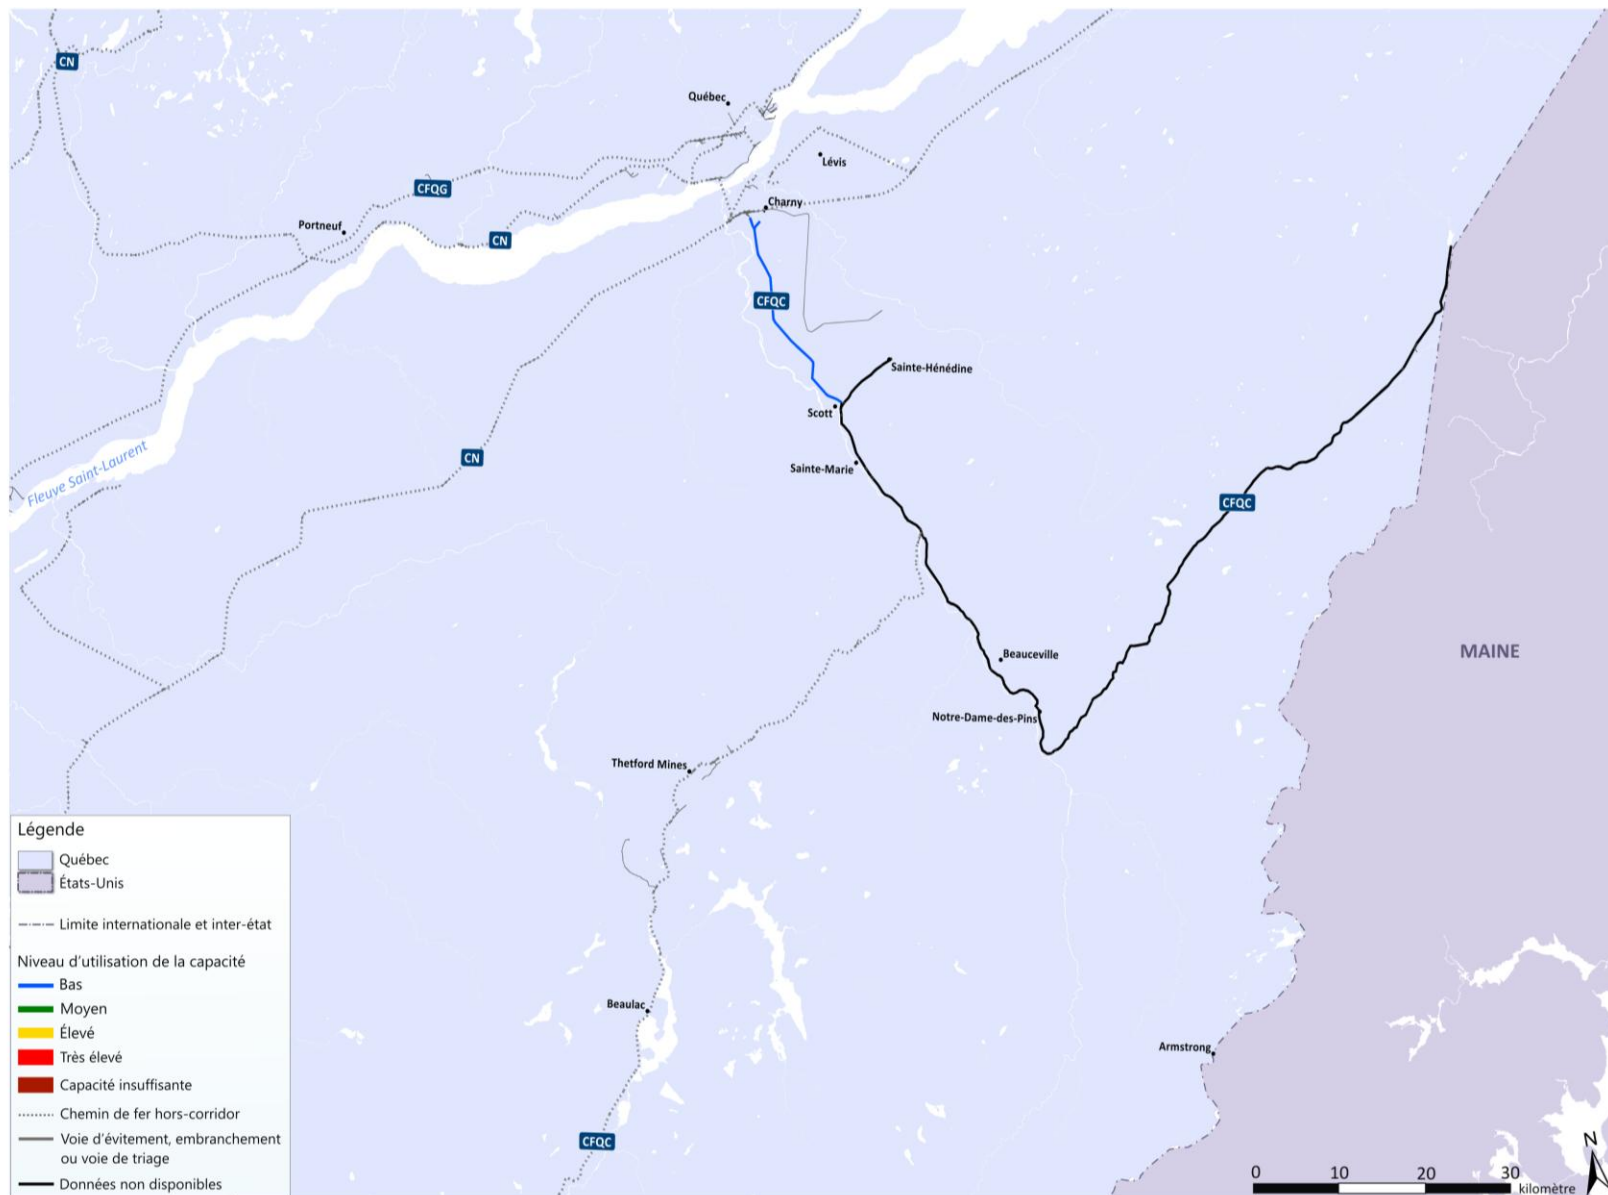 CN
Québec
Lévis
CFQG
Charny
Portneuf
CN
CFQC
Sainte-Hénédine
Scott
Fleuve Saint-Laurent
CN
Sainte-Marie
CFQC
MAINE
Beauceville
Notre-Dame-des-Pins
Thetford Mines
Beaulac
Armstrong
CFQC
Légende
Québec
États-Unis
Limite internationale et inter-état
Niveau d'utilisation de la capacité
Bas
Moyen
Élevé
Très élevé
Capacité insuffisante
Chemin de fer hors-corridor
Voie d'évitement, embranchement
ou voie de triage
Données non disponibles
0 10 20 30
kilomètre
N